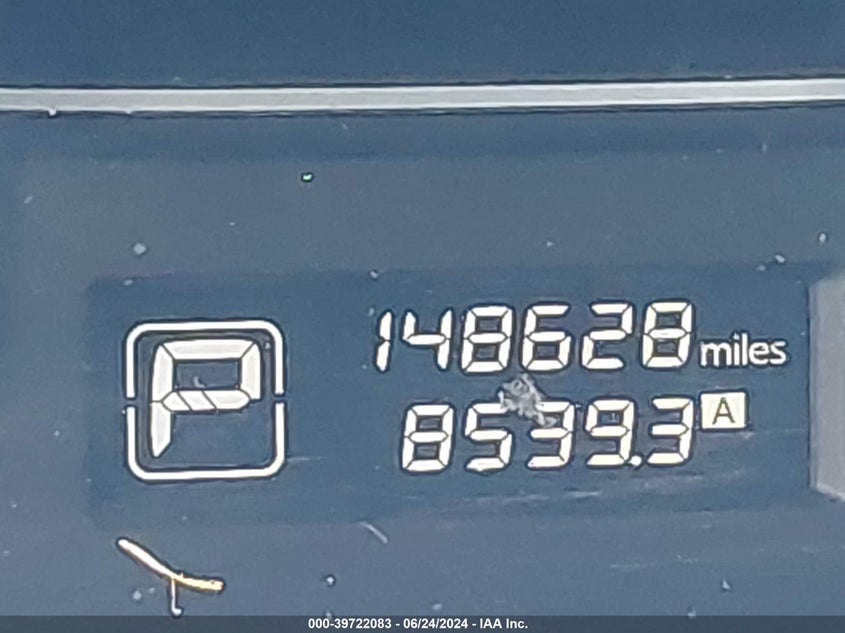 148628 miles
P
8539.3 A
000-39722083 - 06/24/2024 - IAA Inc.